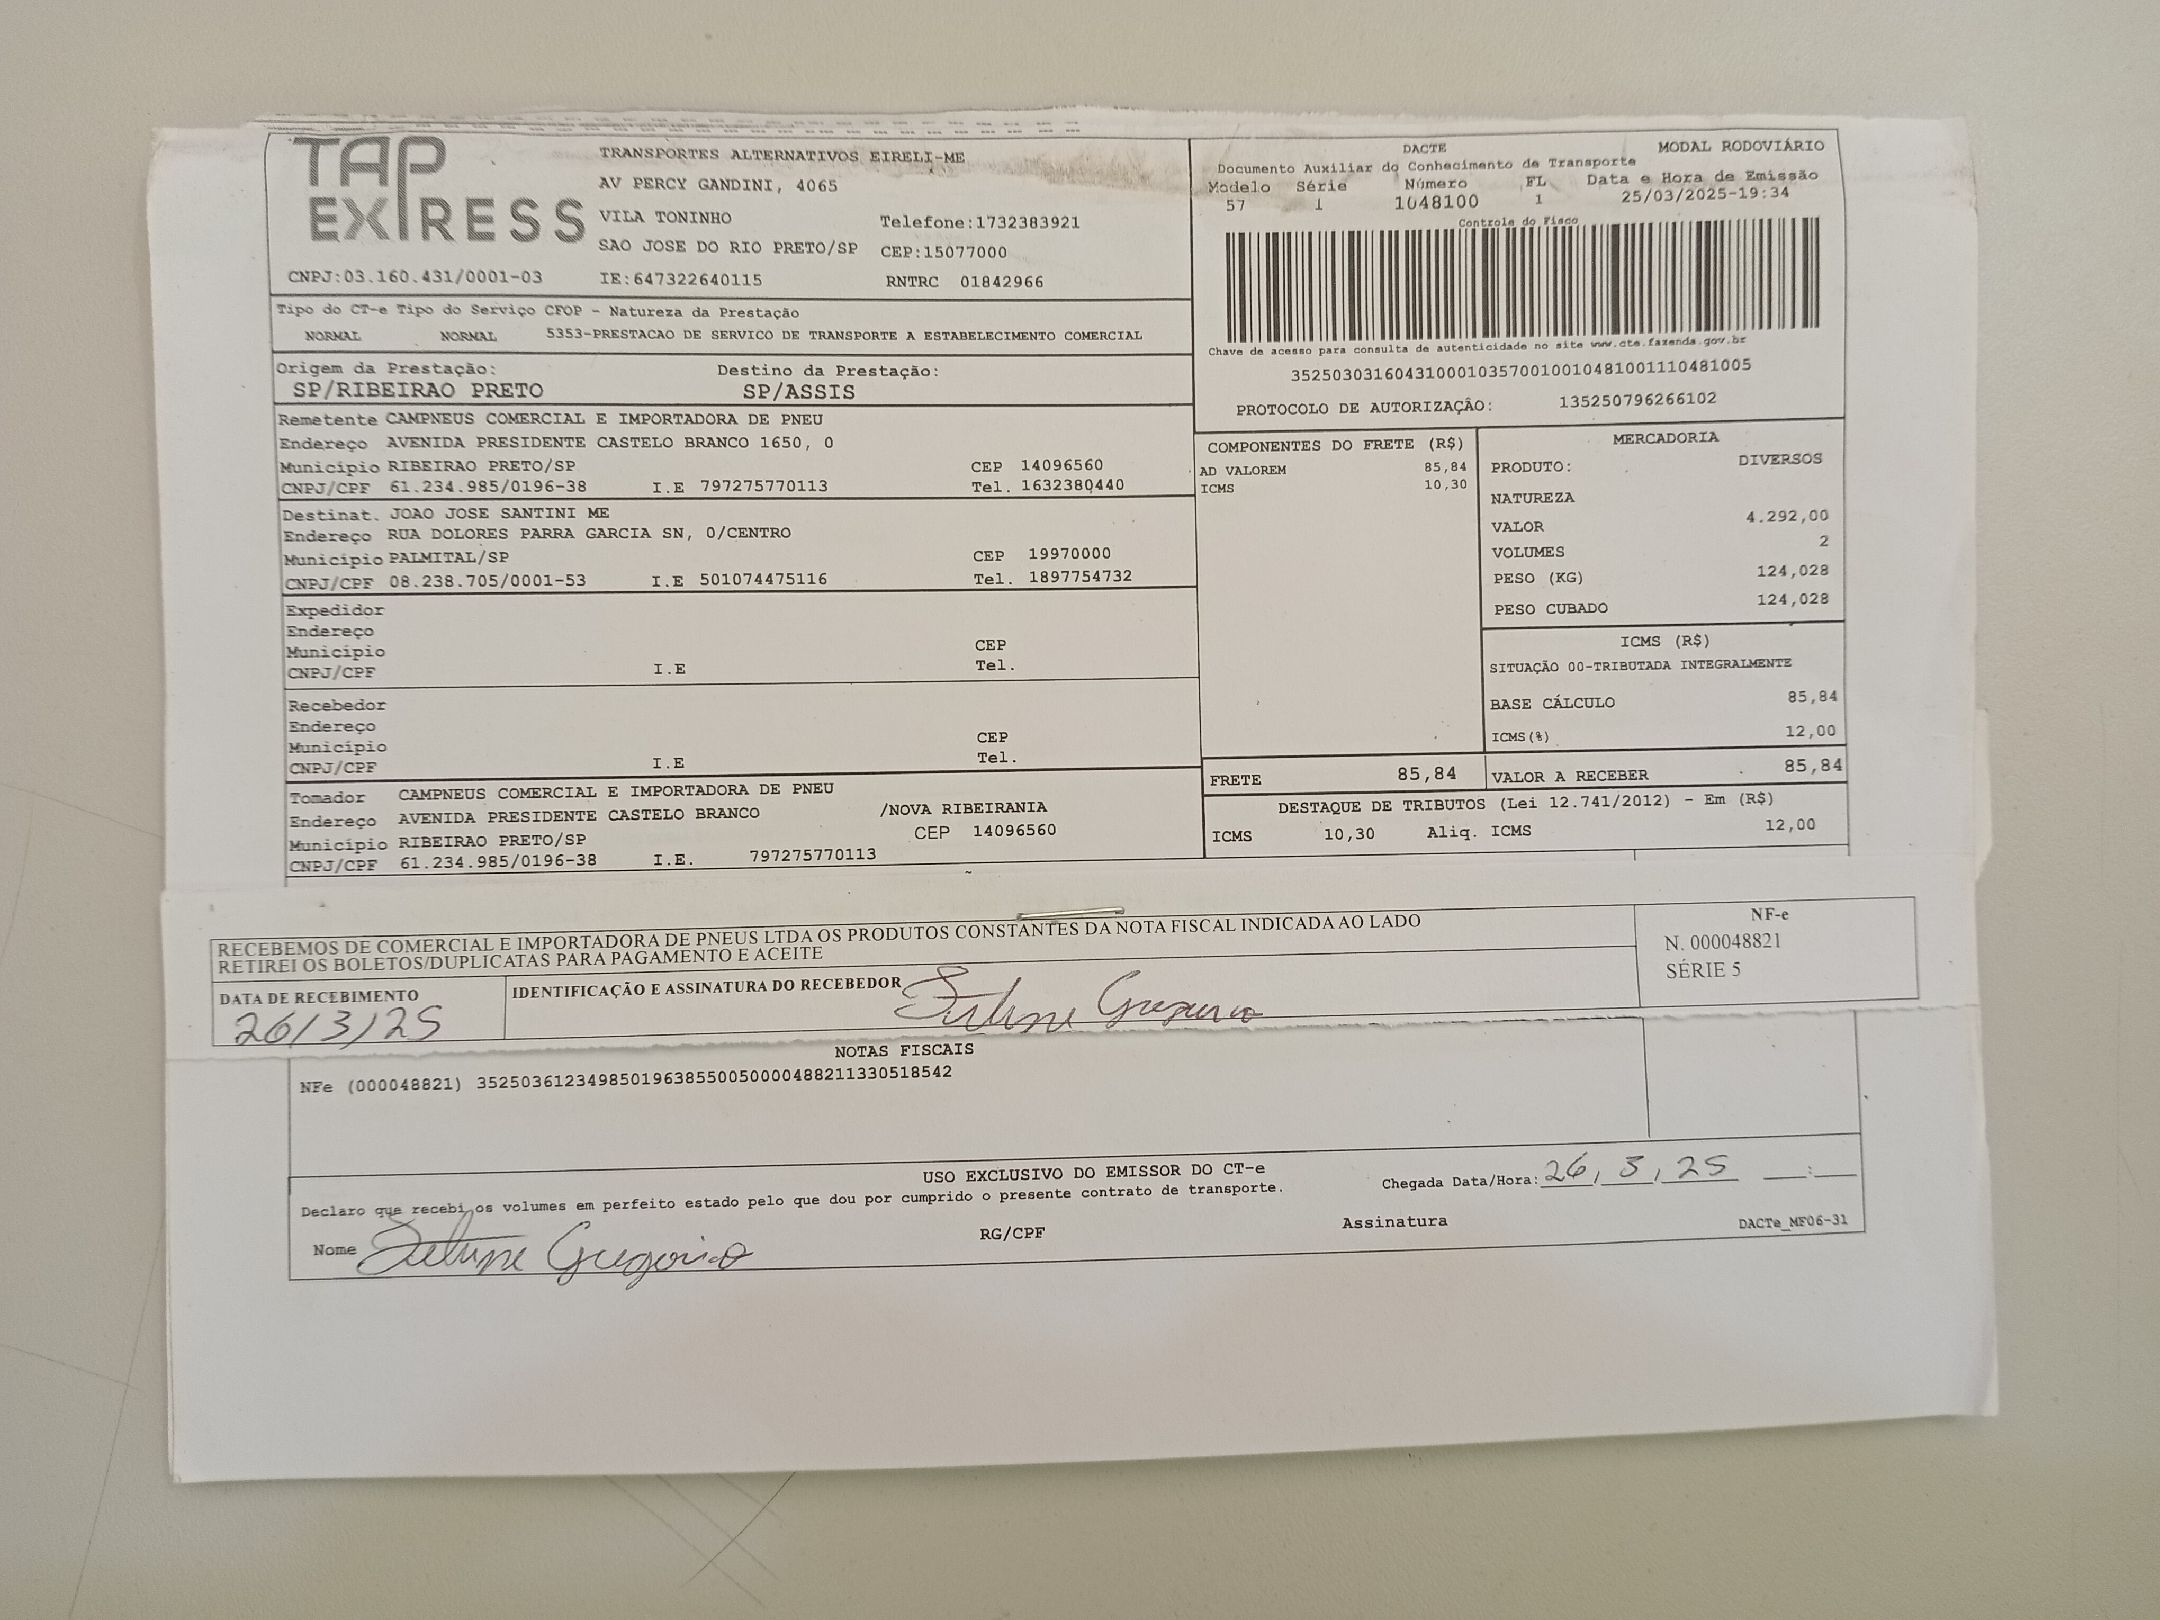 TAP EXPRESS
TRANSPORTES ALTERNATIVOS EIRELI-ME
AV PERCY GANDINI, 4065
VILA TONINHO Telefone:1732383921
SAO JOSE DO RIO PRETO/SP CEP:15077000
CNPJ:03.160.431/0001-03 IE:647322640115 RNTRC 01842966
DACTE MODAL RODOVIÁRIO
Documento Auxiliar do Conhecimento de Transporte
Modelo Série Número FL Data e Hora de Emissão
57 1 1048100 1 25/03/2025-19:34
Controle do Fisco
Chave de acesso para consulta de autenticidade no site www.cte.fazenda.gov.br
35250303160431000103570010010481001110481005
PROTOCOLO DE AUTORIZAÇÃO: 135250796266102
Tipo do CT-e Tipo do Serviço CFOP - Natureza da Prestação
NORMAL NORMAL 5353-PRESTACAO DE SERVICO DE TRANSPORTE A ESTABELECIMENTO COMERCIAL
Origem da Prestação: Destino da Prestação:
SP/RIBEIRAO PRETO SP/ASSIS
Remetente CAMPNEUS COMERCIAL E IMPORTADORA DE PNEU
Endereço AVENIDA PRESIDENTE CASTELO BRANCO 1650, 0
Município RIBEIRAO PRETO/SP CEP 14096560
CNPJ/CPF 61.234.985/0196-38 I.E 797275770113 Tel. 1632380440
Destinat. JOAO JOSE SANTINI ME
Endereço RUA DOLORES PARRA GARCIA SN, 0/CENTRO
Município PALMITAL/SP CEP 19970000
CNPJ/CPF 08.238.705/0001-53 I.E 501074475116 Tel. 1897754732
Expedidor
Endereço
Município CEP
CNPJ/CPF I.E Tel.
Recebedor
Endereço
Município CEP
CNPJ/CPF I.E Tel.
Tomador CAMPNEUS COMERCIAL E IMPORTADORA DE PNEU
Endereço AVENIDA PRESIDENTE CASTELO BRANCO /NOVA RIBEIRANIA
Município RIBEIRAO PRETO/SP CEP 14096560
CNPJ/CPF 61.234.985/0196-38 I.E. 797275770113
COMPONENTES DO FRETE (R$)
AD VALOREM 85,84
ICMS 10,30
MERCADORIA
PRODUTO: DIVERSOS
NATUREZA
VALOR 4.292,00
VOLUMES 2
PESO (KG) 124,028
PESO CUBADO 124,028
ICMS (R$)
SITUAÇÃO 00-TRIBUTADA INTEGRALMENTE
BASE CÁLCULO 85,84
ICMS(%) 12,00
FRETE 85,84 VALOR A RECEBER 85,84
DESTAQUE DE TRIBUTOS (Lei 12.741/2012) - Em (R$)
ICMS 10,30 Aliq. ICMS 12,00
RECEBEMOS DE COMERCIAL E IMPORTADORA DE PNEUS LTDA OS PRODUTOS CONSTANTES DA NOTA FISCAL INDICADA AO LADO
RETIREI OS BOLETOS/DUPLICATAS PARA PAGAMENTO E ACEITE
NF-e
N. 000048821
SÉRIE 5
DATA DE RECEBIMENTO IDENTIFICAÇÃO E ASSINATURA DO RECEBEDOR
26/3/25
NOTAS FISCAIS
NFe (000048821) 35250361234985019638550050000488211330518542
USO EXCLUSIVO DO EMISSOR DO CT-e
Declaro que recebi os volumes em perfeito estado pelo que dou por cumprido o presente contrato de transporte.
Chegada Data/Hora: 26, 3, 25 :
Nome Gregorio RG/CPF Assinatura DACTe_MF06-31